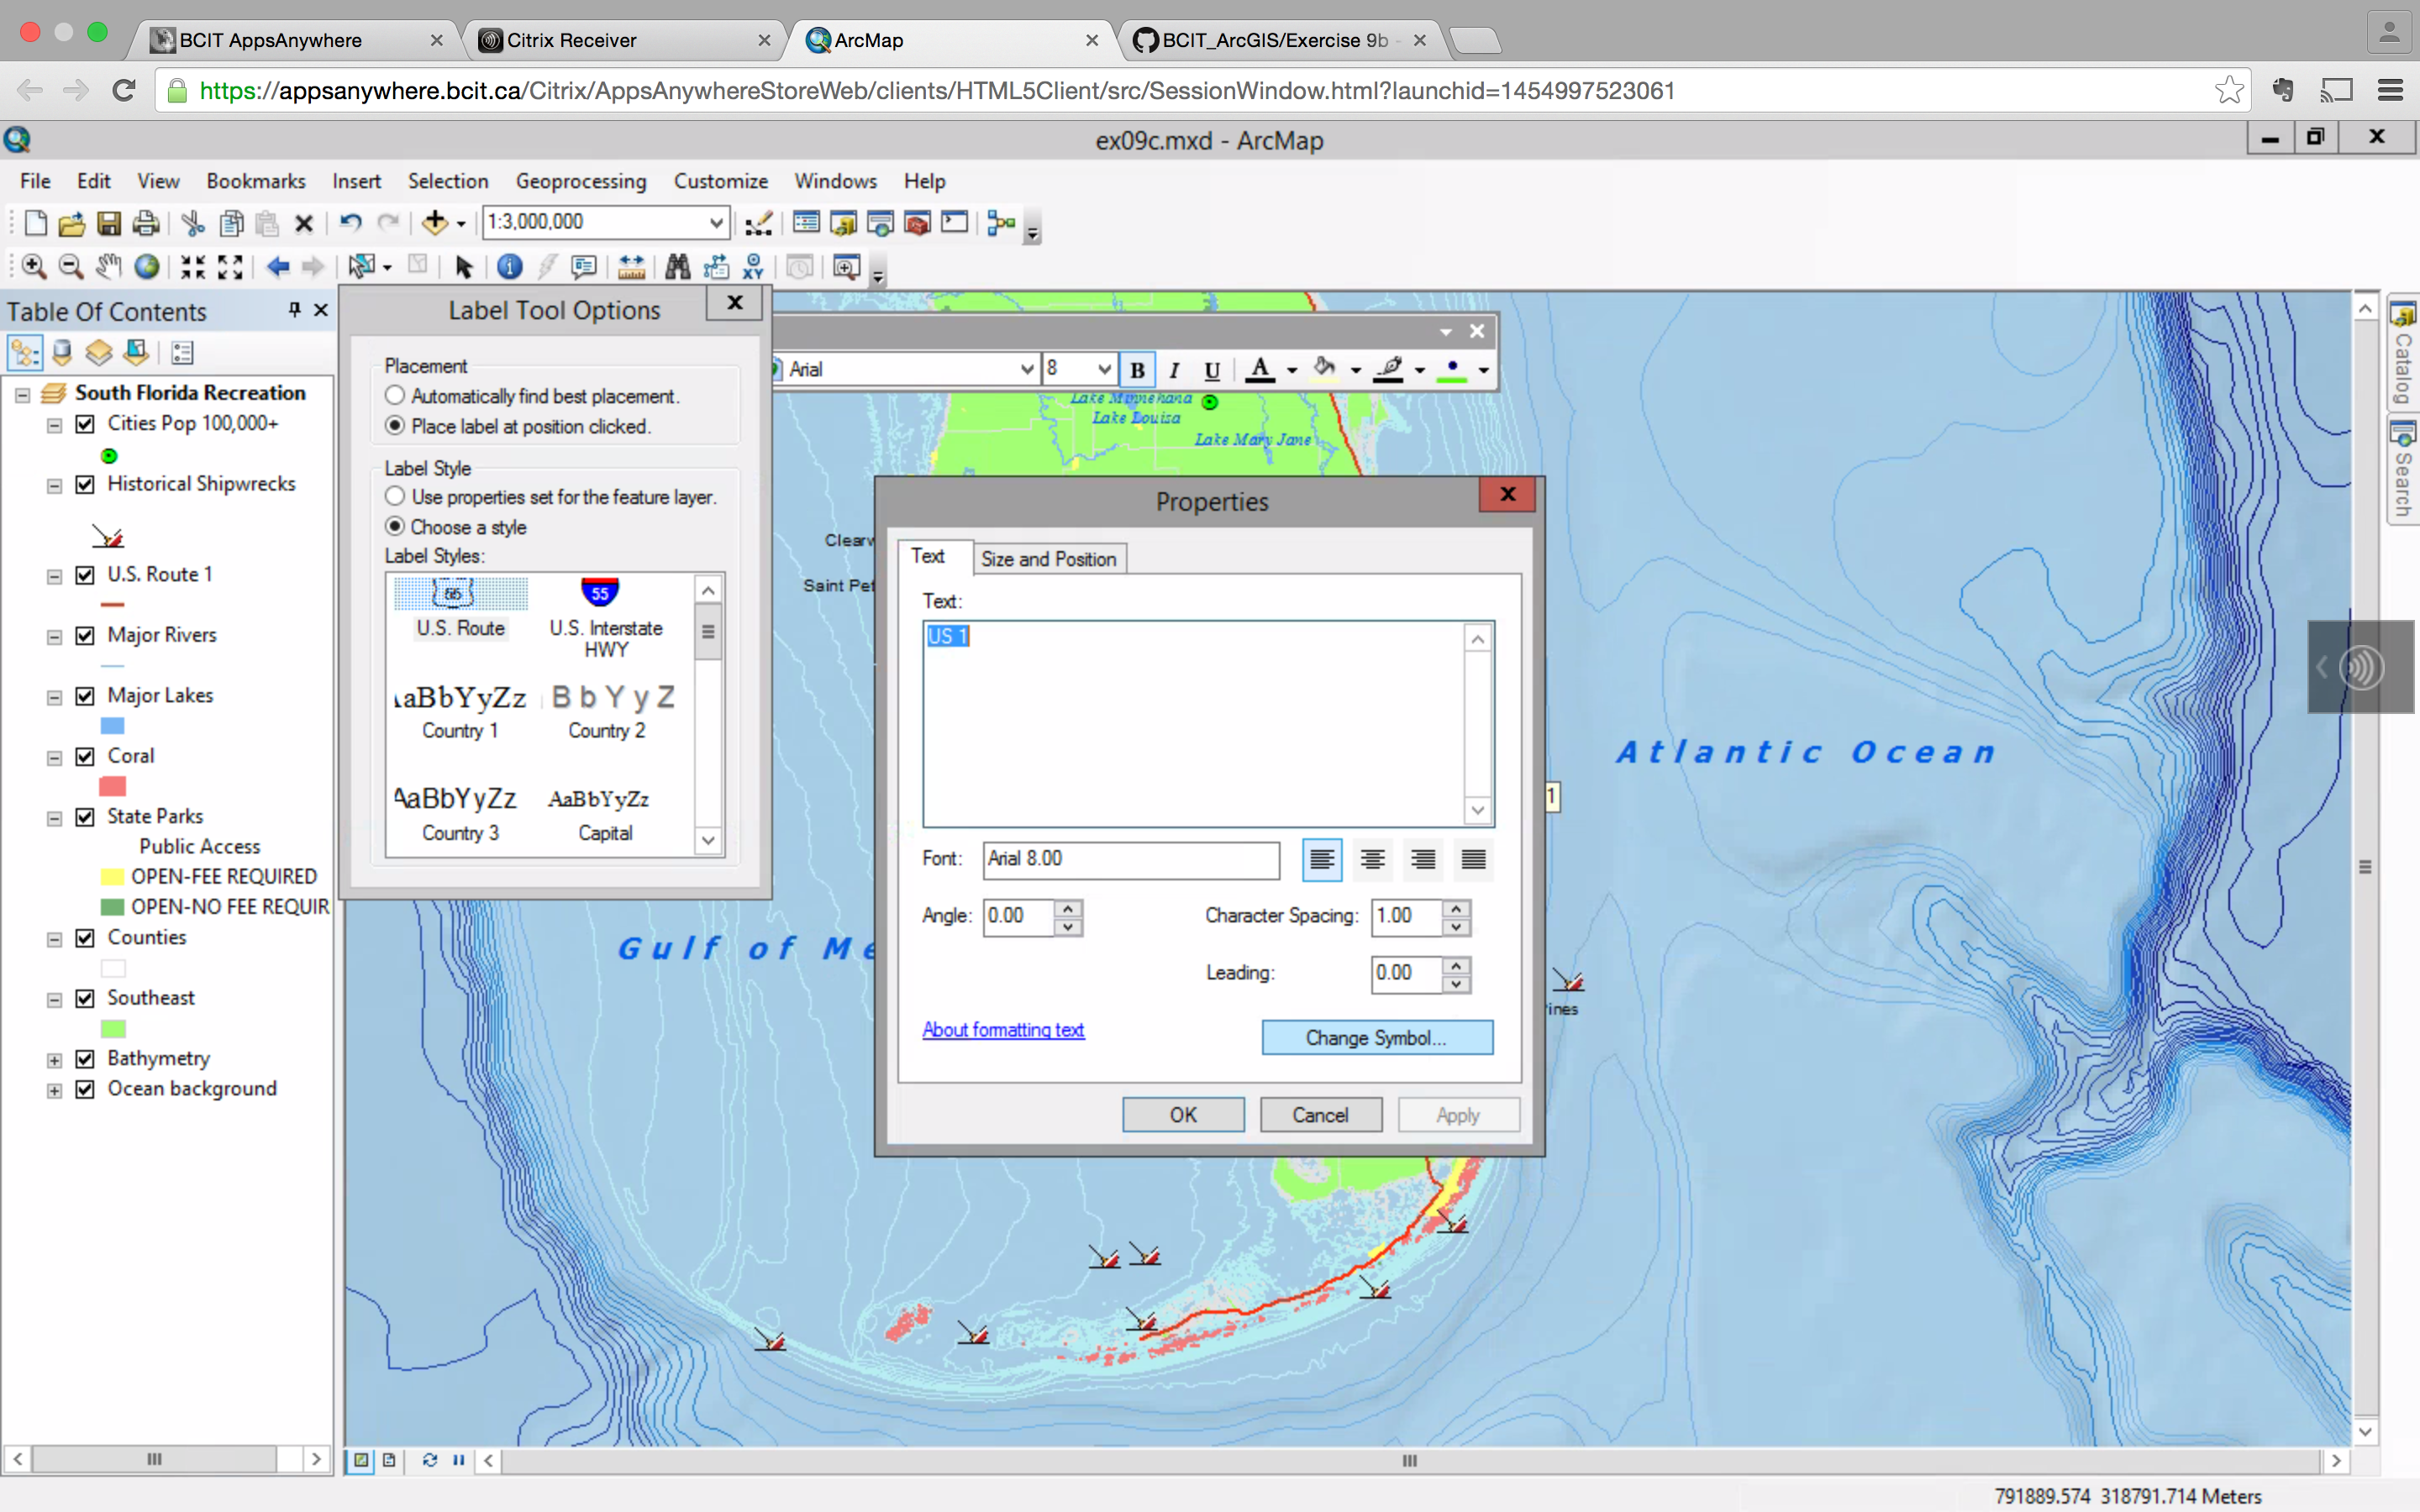 BCIT AppsAnywhere
Citrix Receiver
ArcMap
BCIT_ArcGIS/Exercise 9b -
https://appsanywhere.bcit.ca/Citrix/AppsAnywhereStoreWeb/clients/HTML5Client/src/SessionWindow.html?launchid=1454997523061
ex09c.mxd - ArcMap
File Edit View Bookmarks Insert Selection Geoprocessing Customize Windows Help
1:3,000,000
XY
Table Of Contents
South Florida Recreation
Cities Pop 100,000+
Historical Shipwrecks
U.S. Route 1
Major Rivers
Major Lakes
Coral
State Parks
Public Access
OPEN-FEE REQUIRED
OPEN-NO FEE REQUIR
Counties
Southeast
Bathymetry
Ocean background
Label Tool Options
Placement
Automatically find best placement.
Place label at position clicked.
Label Style
Use properties set for the feature layer.
Choose a style
Label Styles:
55
55
U.S. Route
U.S. Interstate
HWY
AaBbYyZz
B b Y y Z
Country 1
Country 2
AaBbYyZz
AaBbYyZz
Country 3
Capital
Arial
8
B I U A
Lake Minnehaha
Lake Louisa
Lake Mary Jane
Clearw
Saint Pet
Gulf of Me
Atlantic Ocean
1
ines
Properties
Text
Size and Position
Text:
US 1
Font:
Arial 8.00
Angle:
0.00
Character Spacing:
1.00
Leading:
0.00
About formatting text
Change Symbol...
OK
Cancel
Apply
Catalog
Search
791889.574 318791.714 Meters